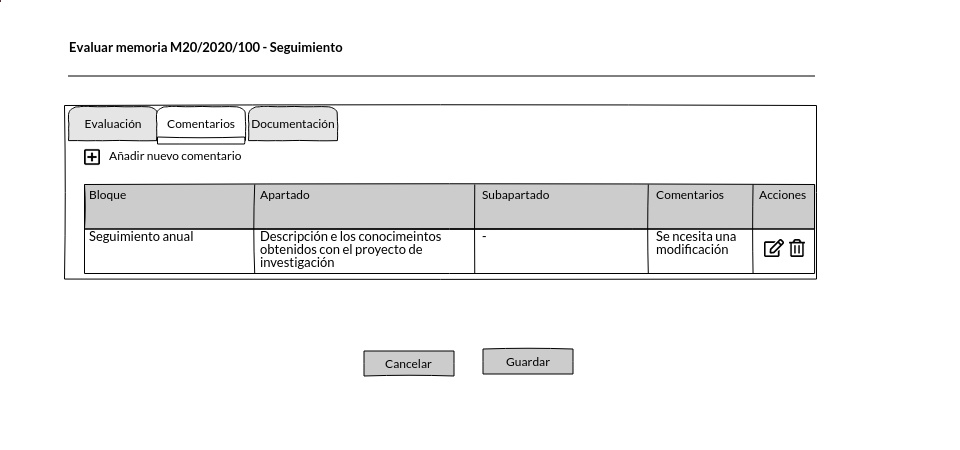 Evaluar memoria M20/2020/100 - Seguimiento
Evaluación Comentarios Documentación
Añadir nuevo comentario
Bloque Apartado Subapartado Comentarios Acciones
Seguimiento anual Descripción e los conocimeintos - Se ncesita una
obtenidos con el proyecto de modificación
investigación
Cancelar Guardar